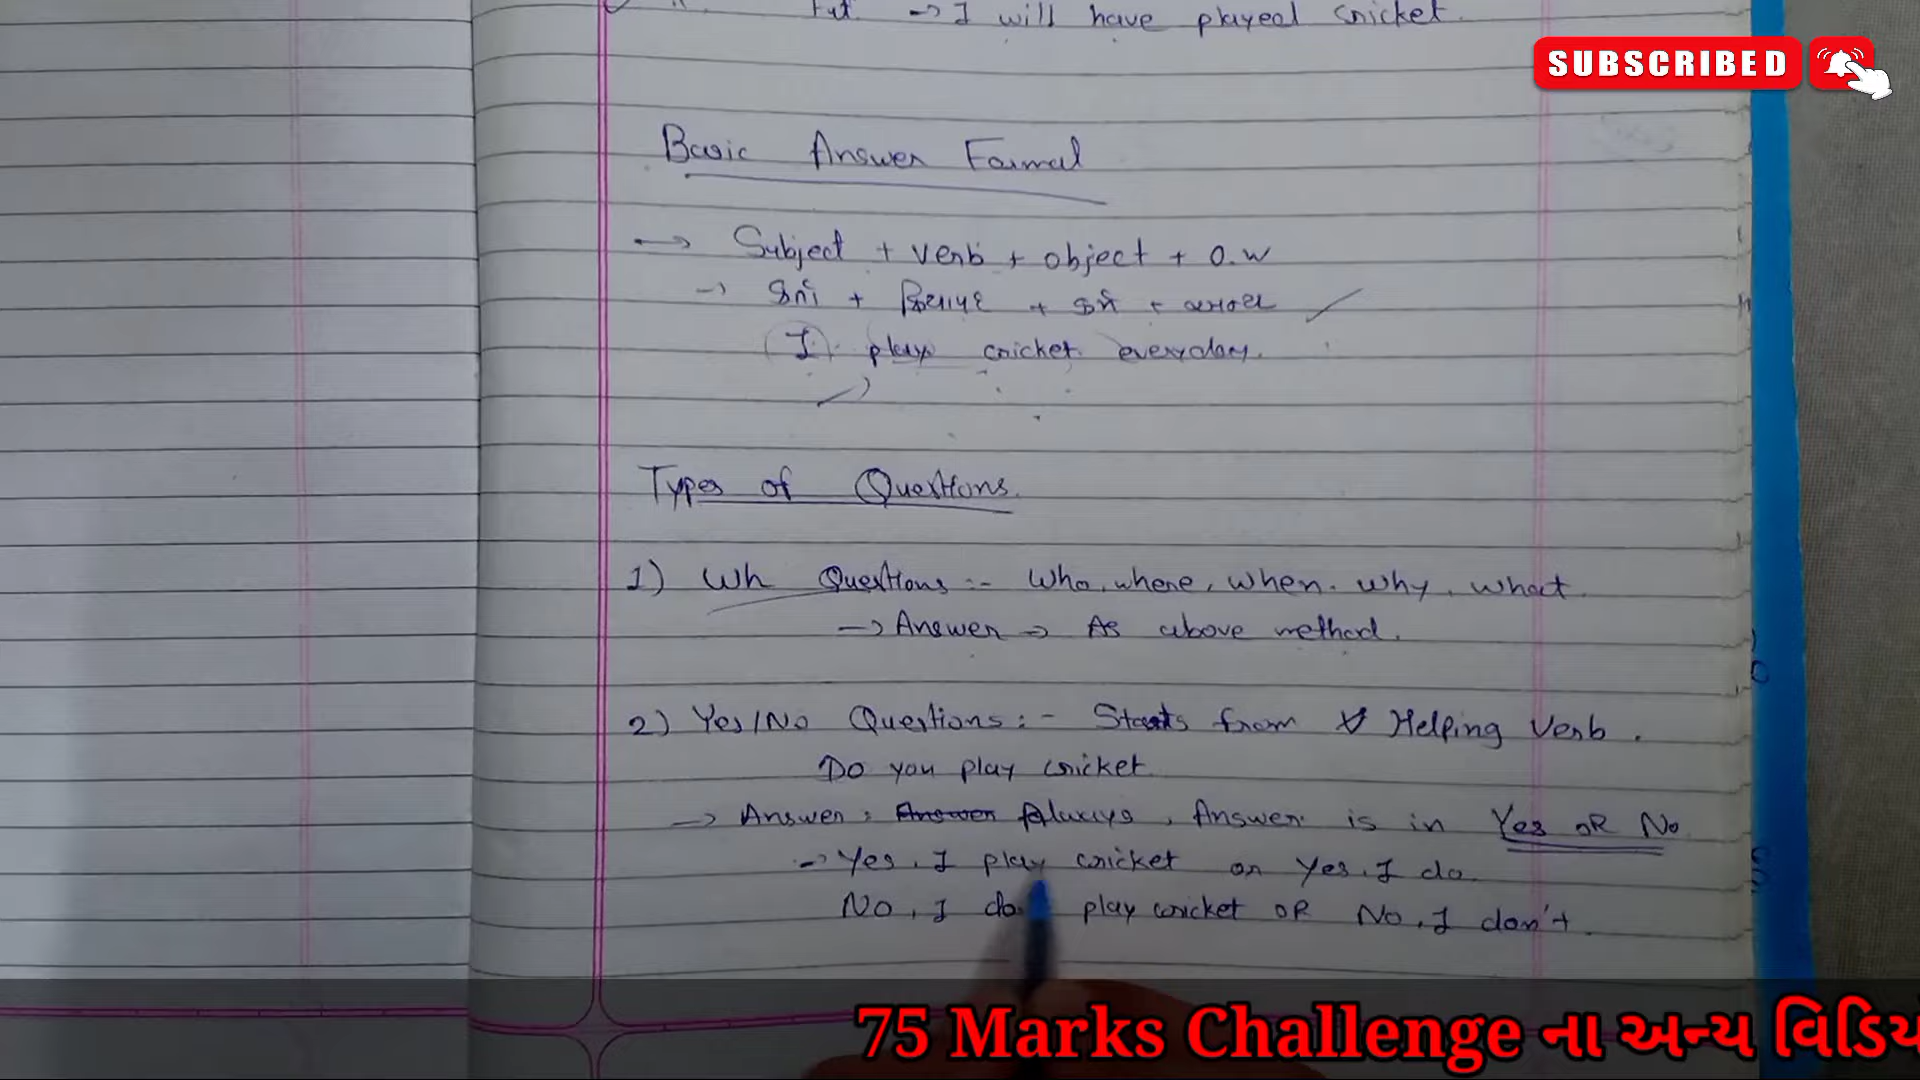 Fut. → I will have played cricket.
SUBSCRIBED
Basic Answer Format
→ Subject + verb + object + O.W
→ કર્તા + ક્રિયાપદ + કર્મ +
I play cricket everyday.
Types of Questions.
1) Wh Questions :- Who, where, when, why, what.
→ Answer → As above method.
2) Yes/No Questions :- Starts from Helping Verb.
Do you play cricket
→ Answer : Answer Always, Answer is in Yes OR No
→ Yes, I play cricket or Yes, I do.
No, I play cricket OR No, I don't.
75 Marks Challenge ના અન્ય